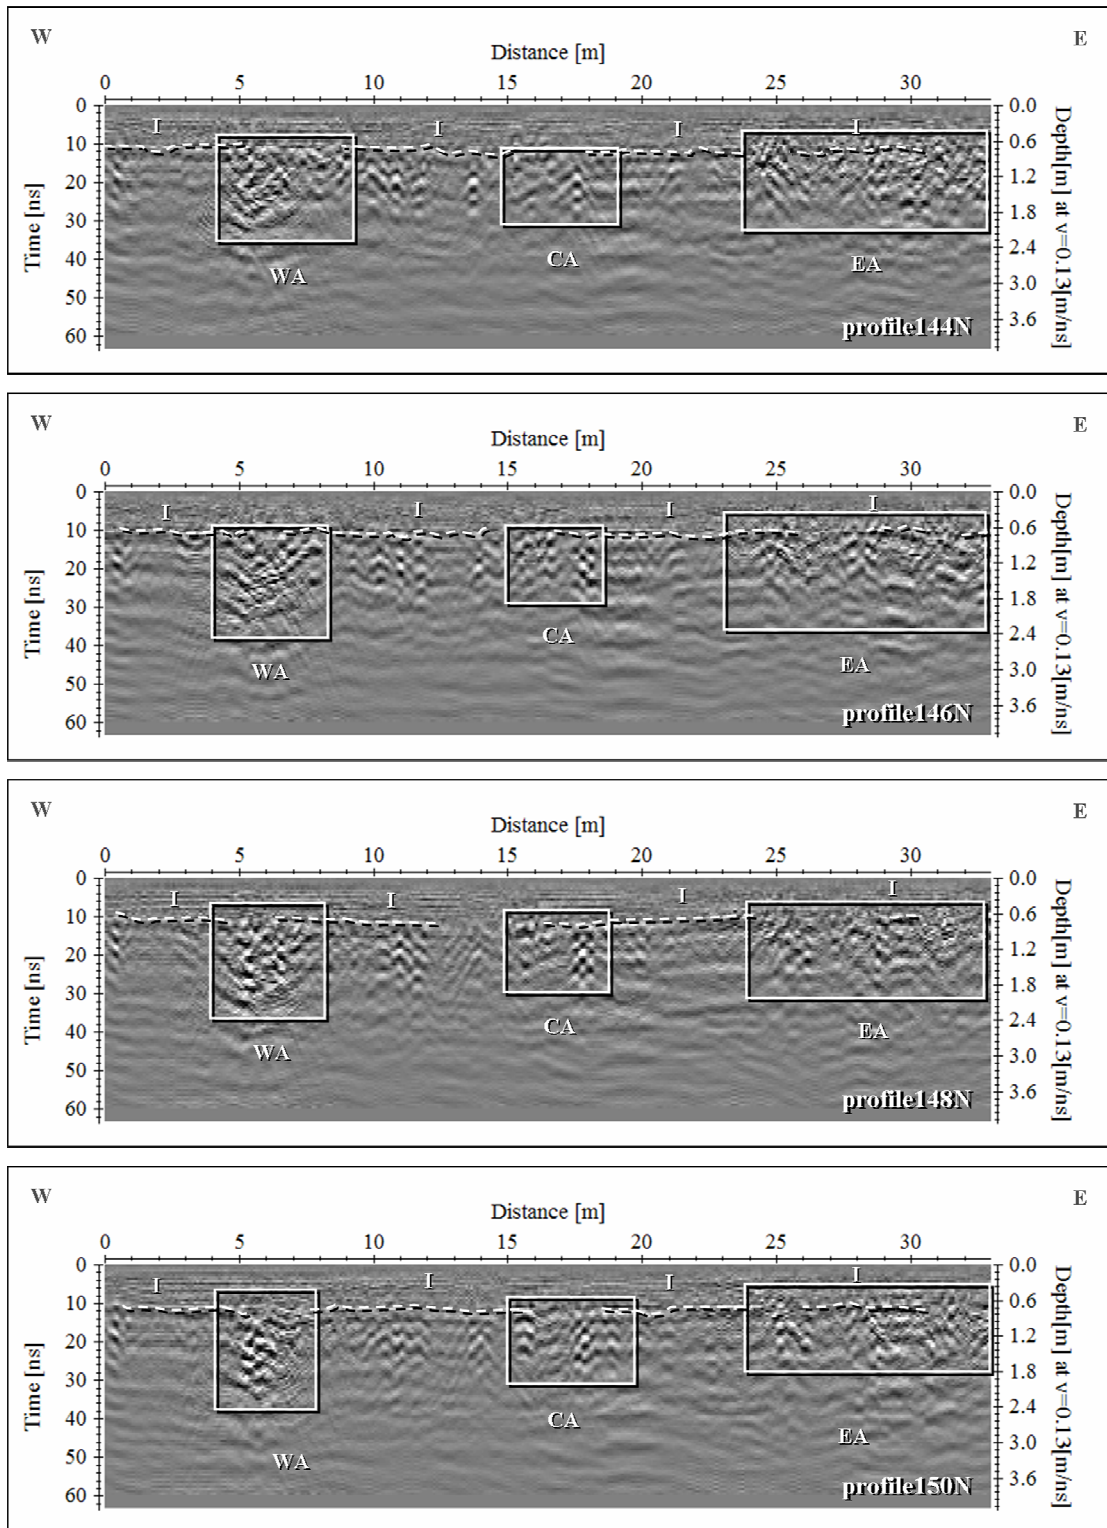 W E
Distance [m]
0 5 10 15 20 25 30
Time [ns]
0
10
20
30
40
50
60
0.0
0.6
1.2
1.8
2.4
3.0
3.6
Depth[m] at v=0.13[m/ns]
I I I I
WA CA EA
profile144N
W E
Distance [m]
0 5 10 15 20 25 30
Time [ns]
0
10
20
30
40
50
60
0.0
0.6
1.2
1.8
2.4
3.0
3.6
Depth[m] at v=0.13[m/ns]
I I I I
WA CA EA
profile146N
W E
Distance [m]
0 5 10 15 20 25 30
Time [ns]
0
10
20
30
40
50
60
0.0
0.6
1.2
1.8
2.4
3.0
3.6
Depth[m] at v=0.13[m/ns]
I I I I
WA CA EA
profile148N
W E
Distance [m]
0 5 10 15 20 25 30
Time [ns]
0
10
20
30
40
50
60
0.0
0.6
1.2
1.8
2.4
3.0
3.6
Depth[m] at v=0.13[m/ns]
I I I I
WA CA EA
profile150N